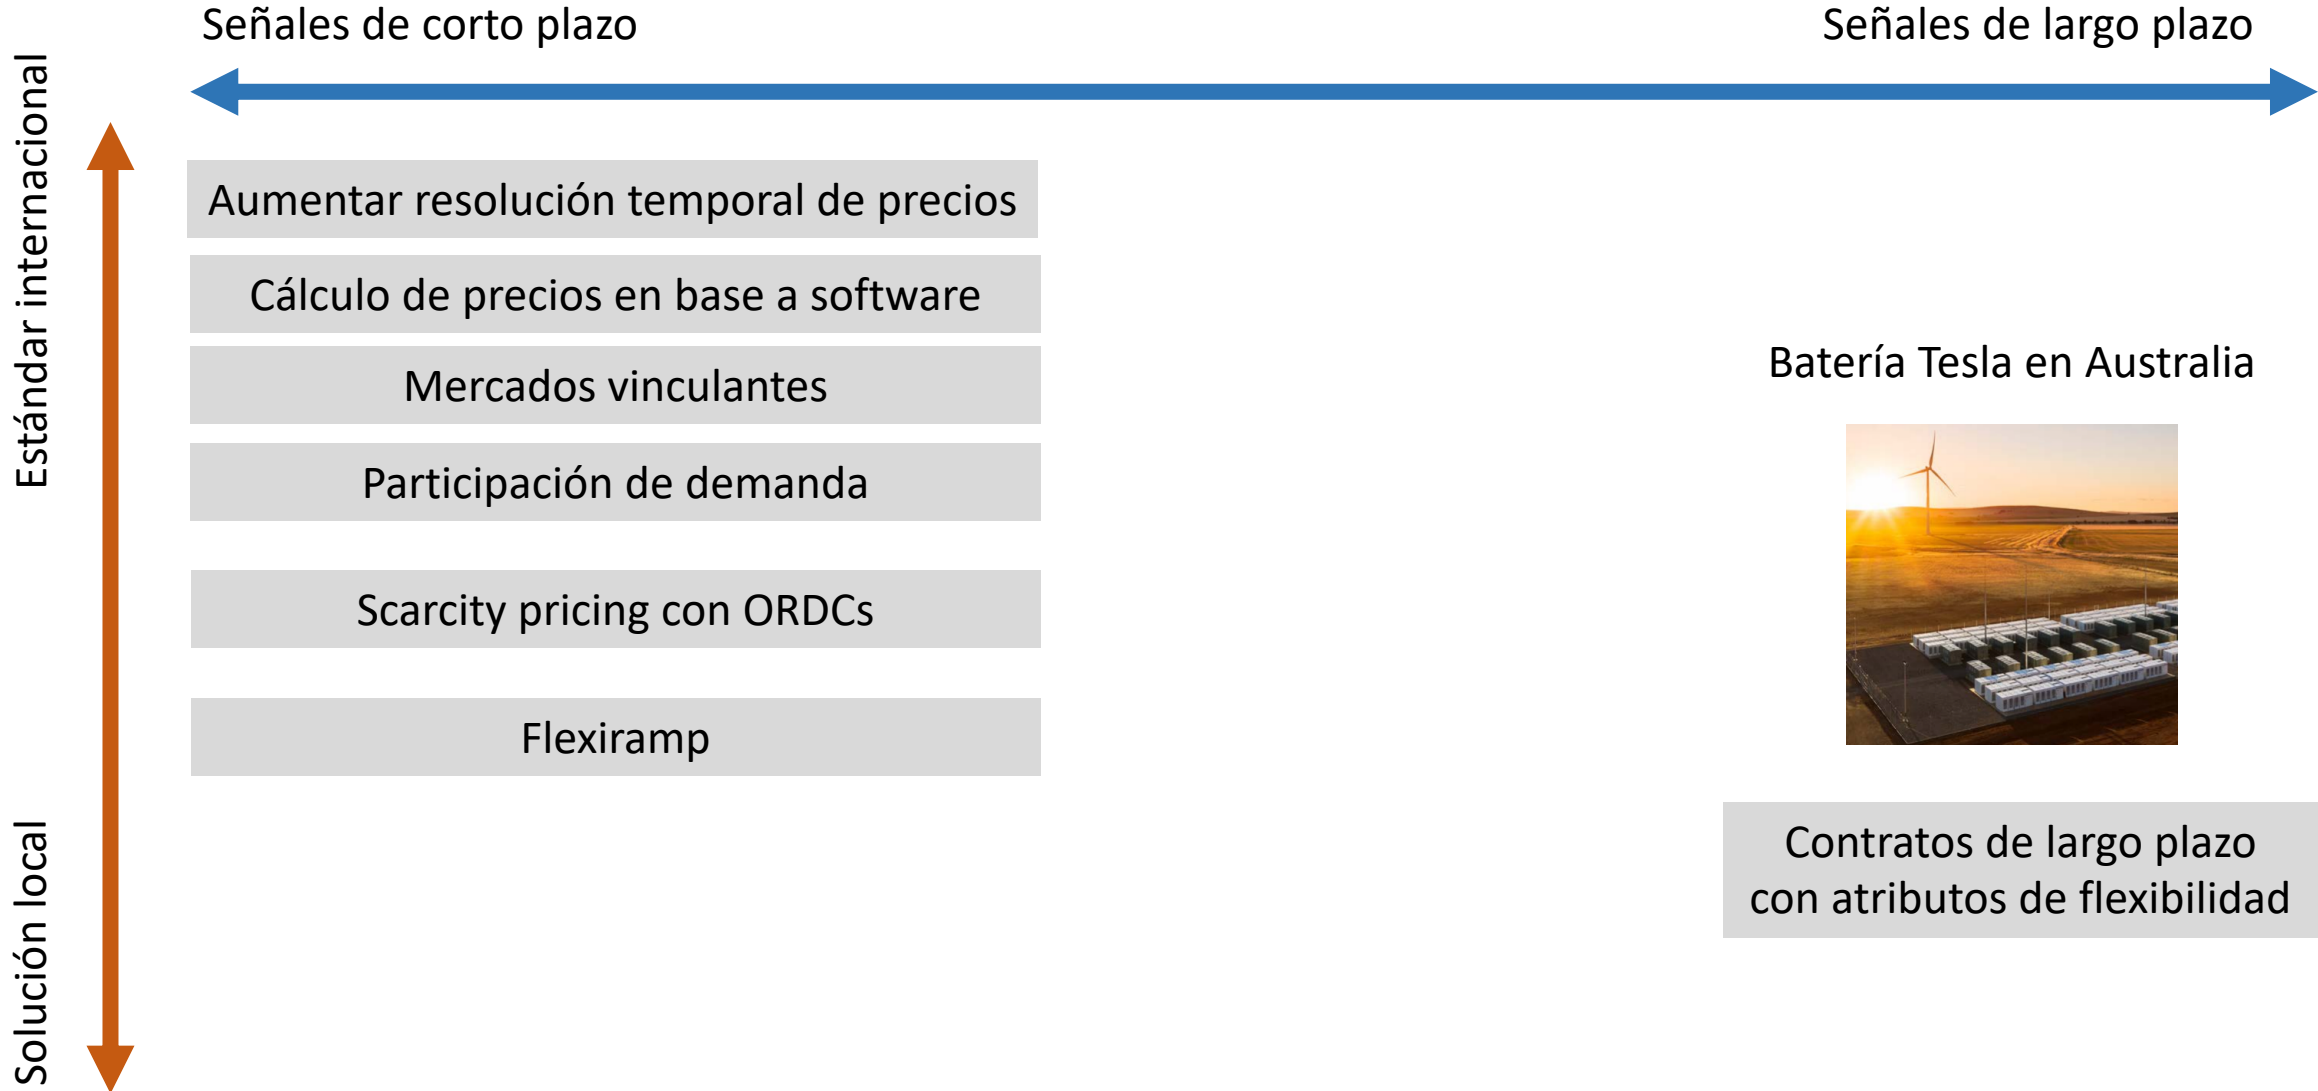 Señales de corto plazo
Señales de largo plazo
Estándar internacional
Solución local
Aumentar resolución temporal de precios
Cálculo de precios en base a software
Mercados vinculantes
Participación de demanda
Scarcity pricing con ORDCs
Flexiramp
Batería Tesla en Australia
Contratos de largo plazo
con atributos de flexibilidad